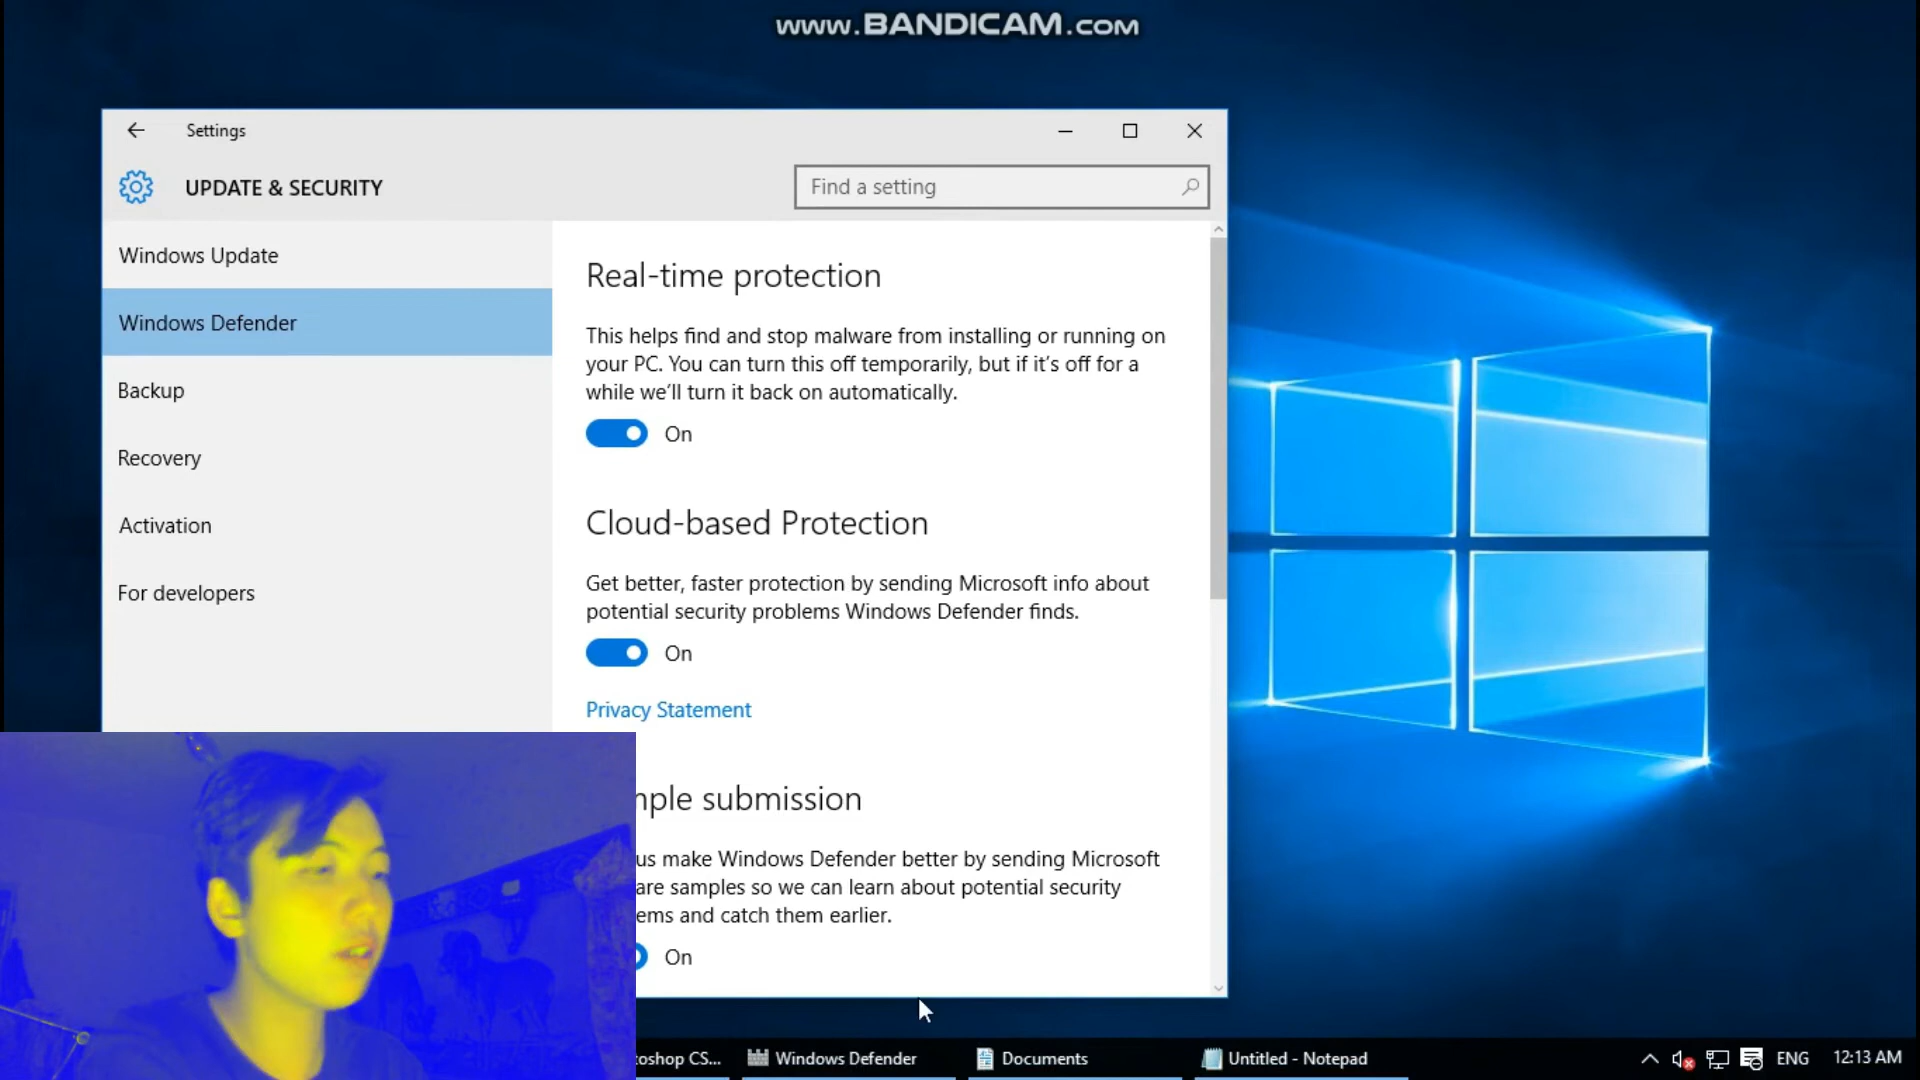 www.BANDICAM.com
Settings
UPDATE & SECURITY
Find a setting
Windows Update
Windows Defender
Backup
Recovery
Activation
For developers
Real-time protection
This helps find and stop malware from installing or running on
your PC. You can turn this off temporarily, but if it's off for a
while we'll turn it back on automatically.
On
Cloud-based Protection
Get better, faster protection by sending Microsoft info about
potential security problems Windows Defender finds.
On
Privacy Statement
mple submission
us make Windows Defender better by sending Microsoft
are samples so we can learn about potential security
ems and catch them earlier.
On
toshop CS...
Windows Defender
Documents
Untitled - Notepad
ENG
12:13 AM